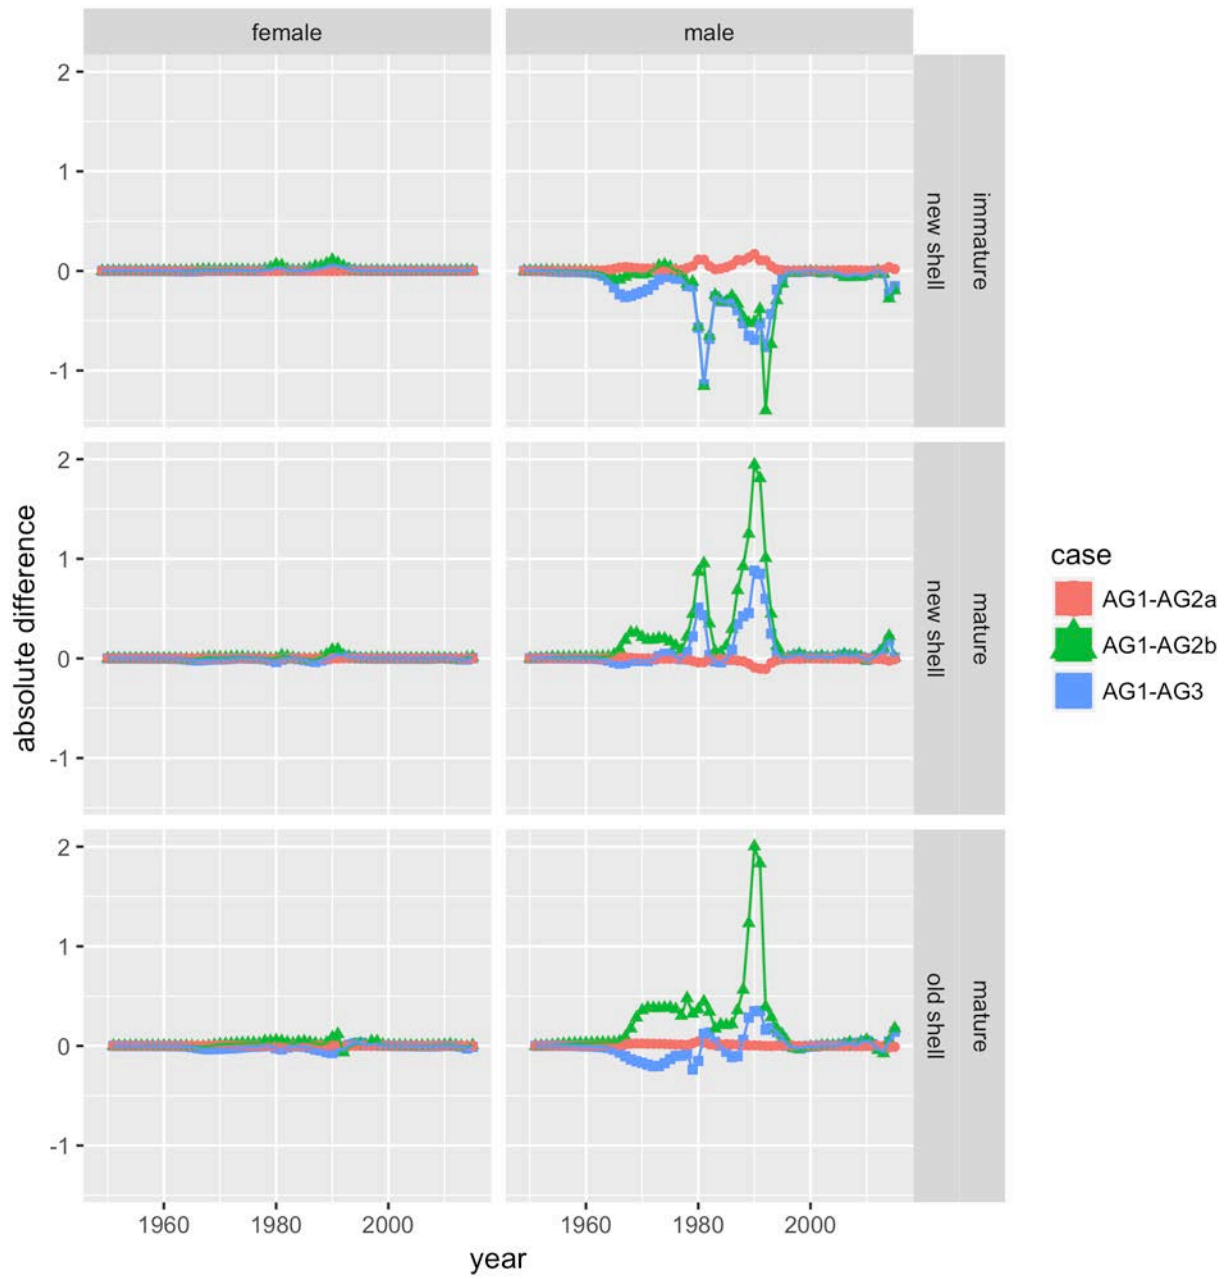 female
male
2
1
0
-1
new shell
immature
2
1
0
-1
new shell
mature
2
1
0
-1
old shell
mature
absolute difference
1960
1980
2000
1960
1980
2000
year
case
AG1-AG2a
AG1-AG2b
AG1-AG3